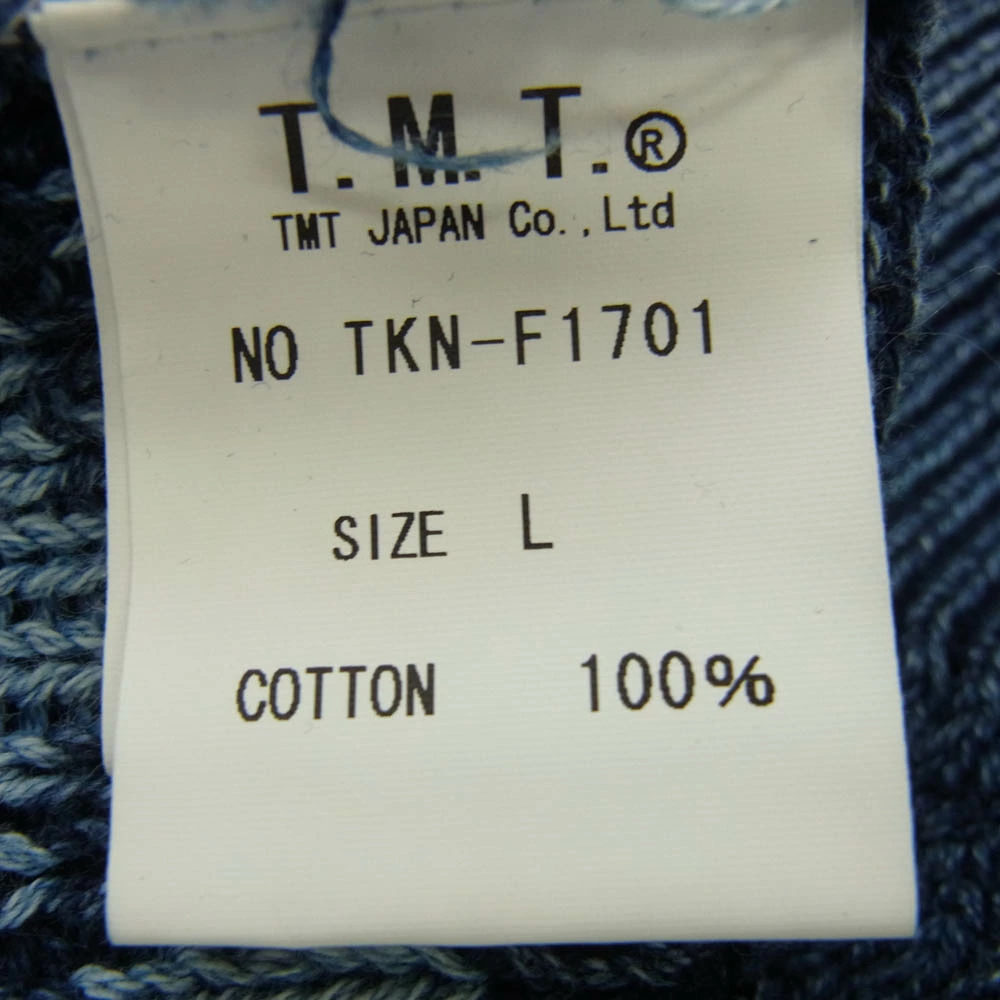 T.M.T.®
TMT JAPAN Co.,Ltd
NO TKN-F1701
SIZE L
COTTON 100%